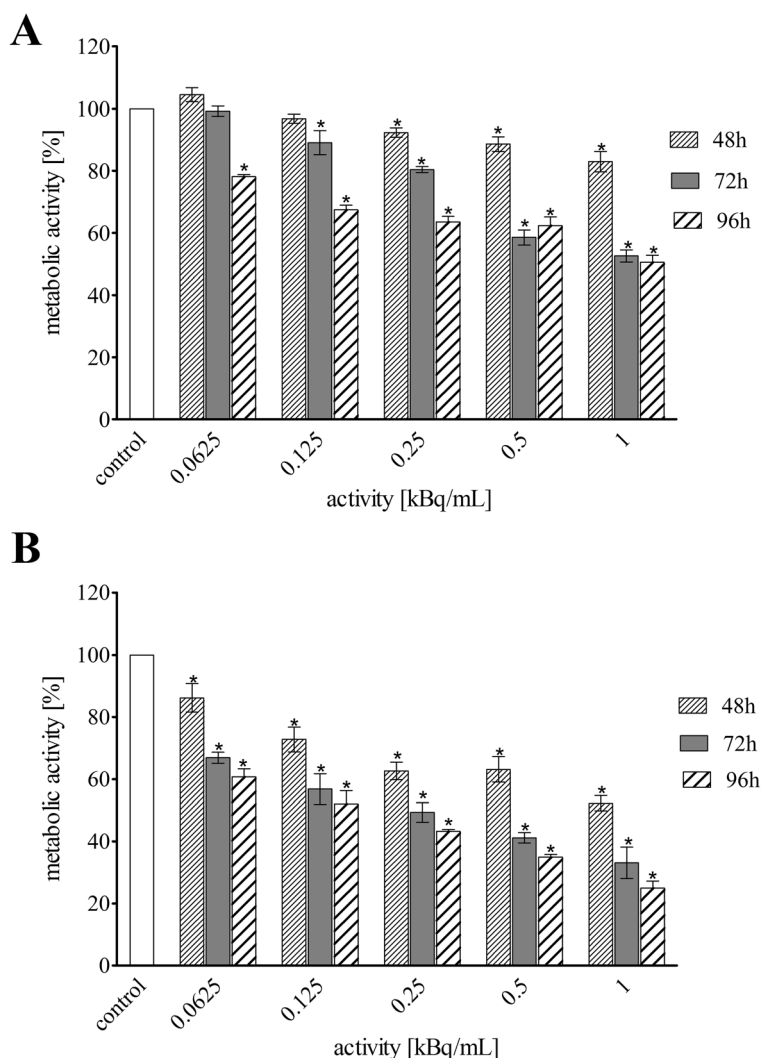 A
120
100
80
60
40
20
0
metabolic activity [%]
* * * * * * * * * * * *
48h
72h
96h
control
0.0625
0.125
0.25
0.5
1
activity [kBq/mL]
B
120
100
80
60
40
20
0
metabolic activity [%]
* * * * * * * * * * * * * * *
48h
72h
96h
control
0.0625
0.125
0.25
0.5
1
activity [kBq/mL]